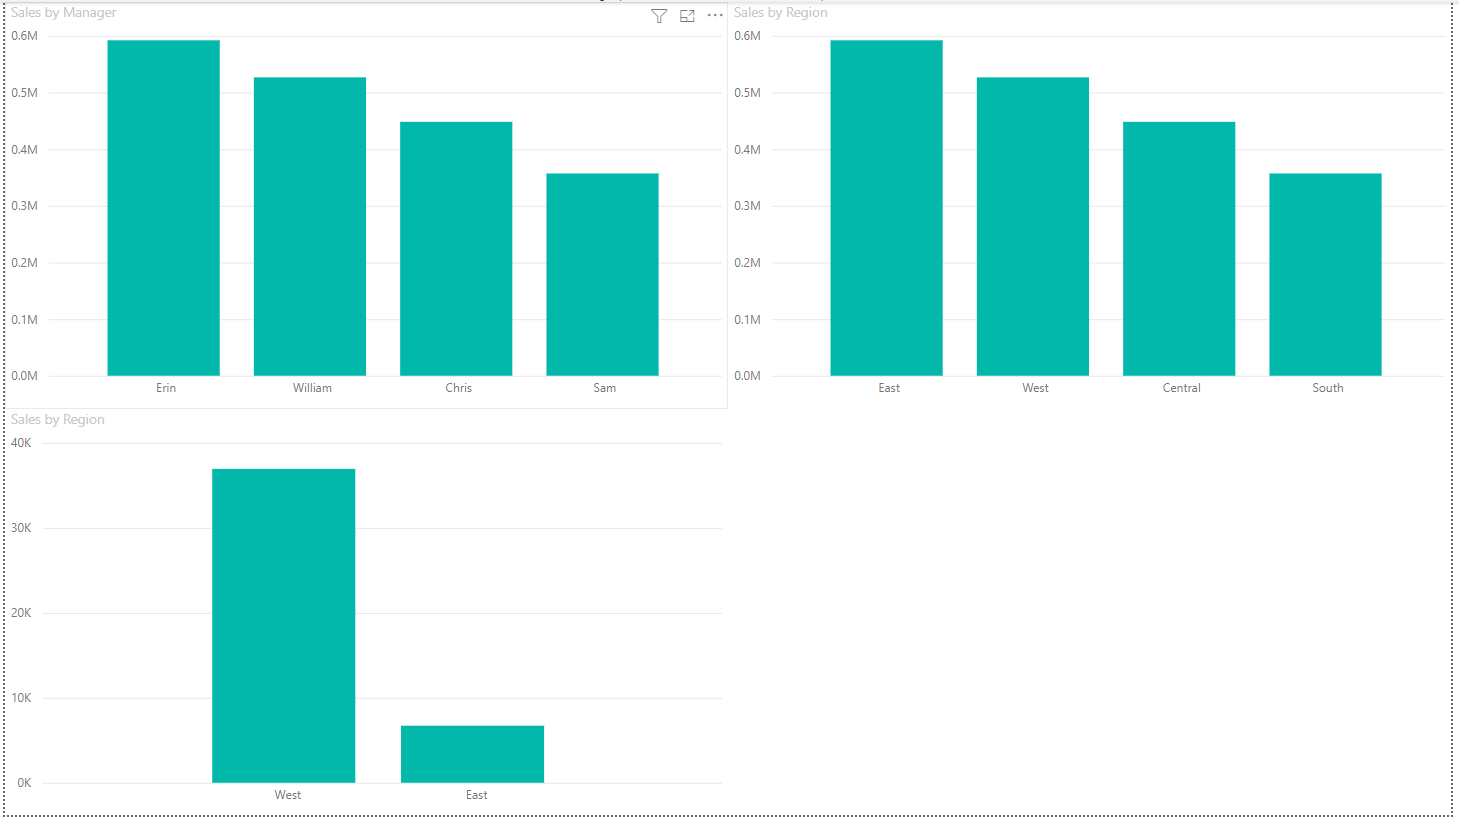 Sales by Manager
0.6M
0.5M
0.4M
0.3M
0.2M
0.1M
0.0M
Erin William Chris Sam
Sales by Region
0.6M
0.5M
0.4M
0.3M
0.2M
0.1M
0.0M
East West Central South
Sales by Region
40K
30K
20K
10K
0K
West East